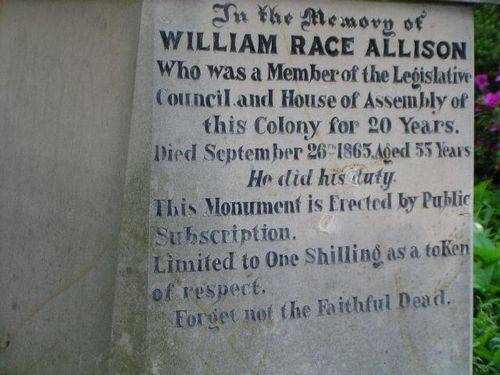 In the Memory of
WILLIAM RACE ALLISON
Who was a Member of the Legislative
Council and House of Assembly of
this Colony for 20 Years.
Died September 26th 1865, Aged 55 Years
He did his duty.
This Monument is Erected by Public
Subscription.
Limited to One Shilling as a toKen
of respect.
Forget not the Faithful Dead.